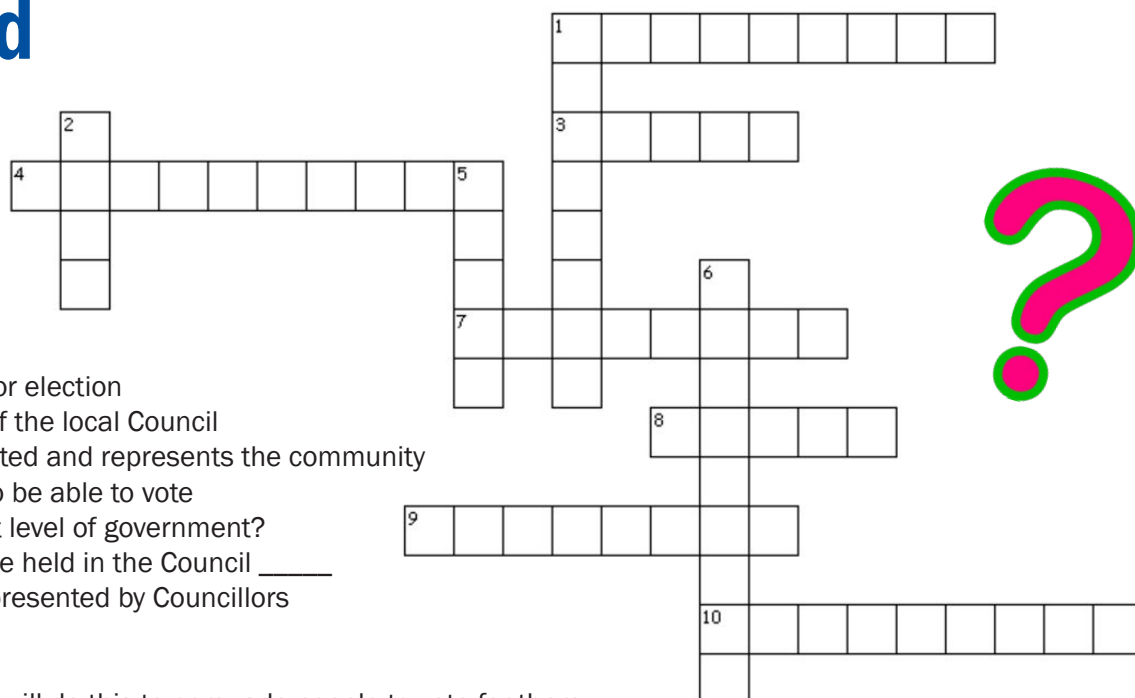 d
1
2
3
4
5
6
7
or election
8
f the local Council
ted and represents the community
o be able to vote
9
t level of government?
e held in the Council _____
presented by Councillors
10